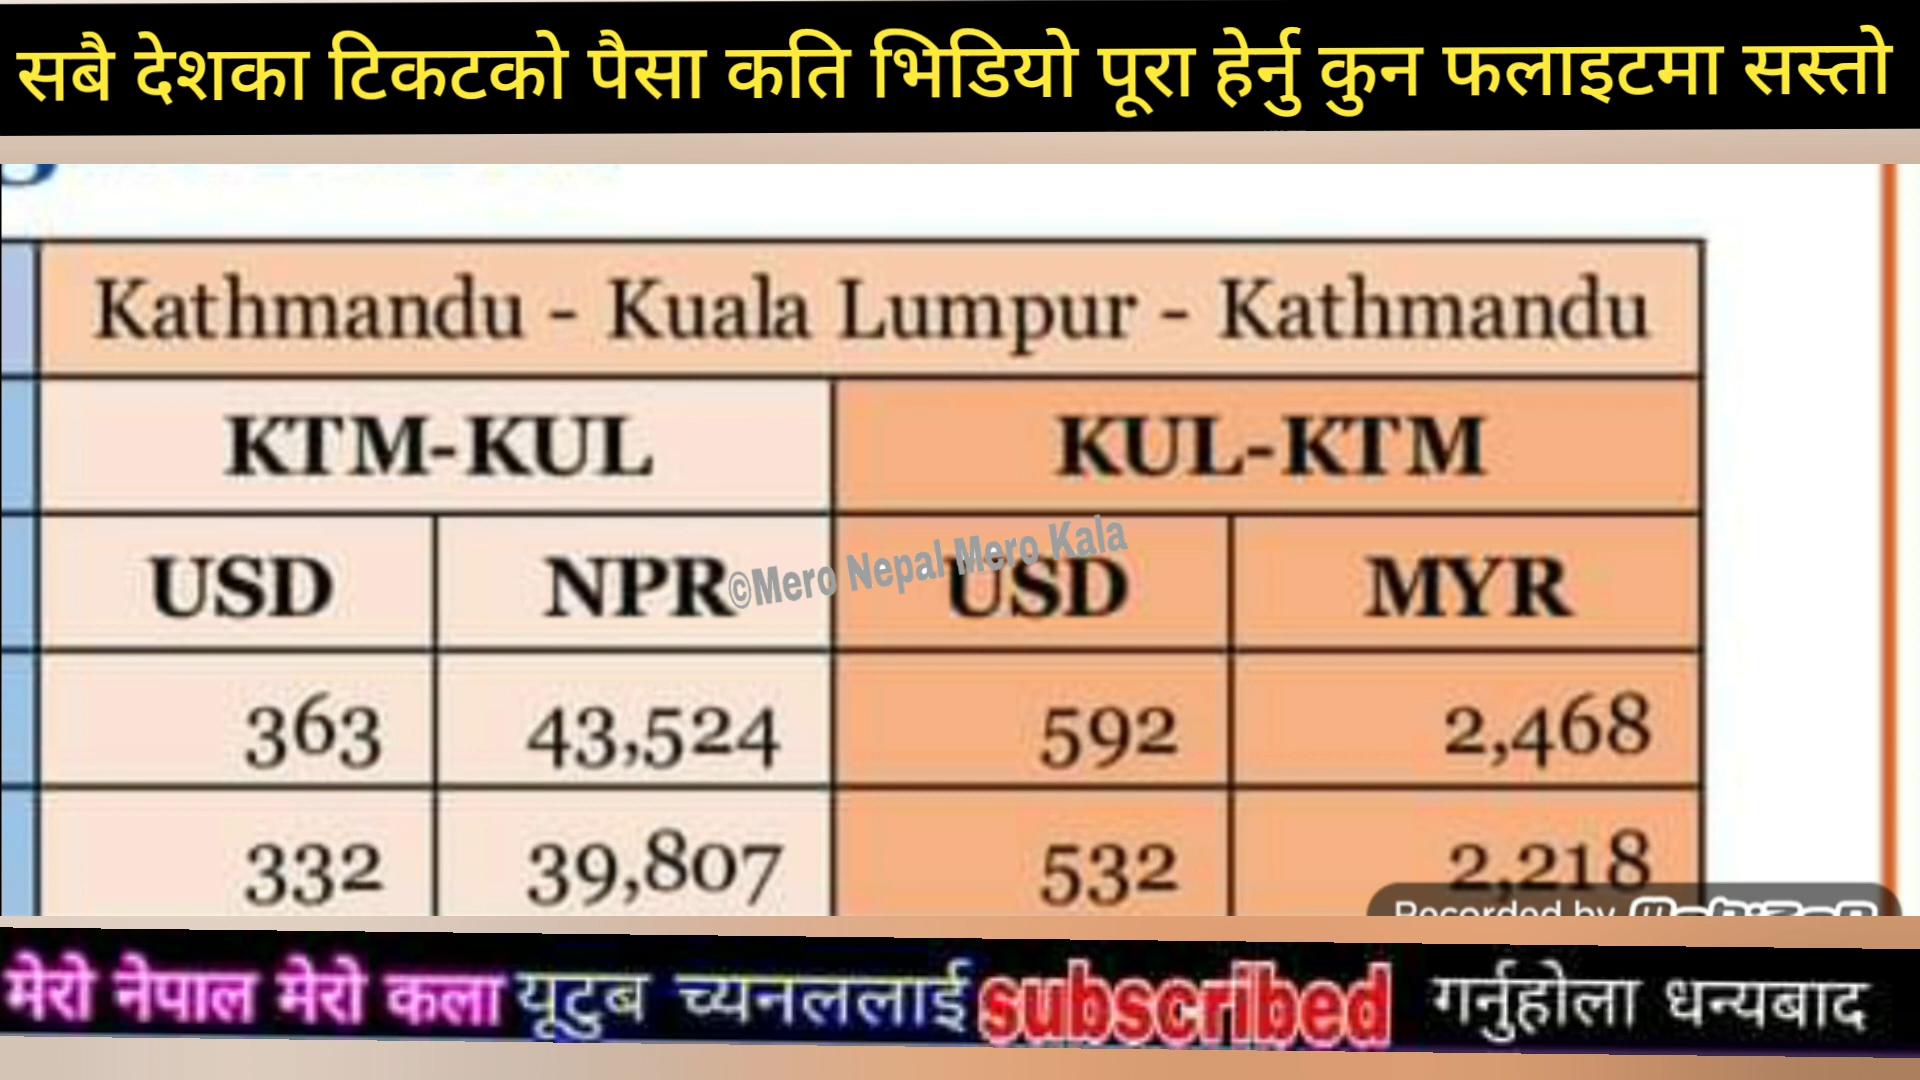 सबै देशका टिकटको पैसा कति भिडियो पूरा हेर्नु कुन फलाइटमा सस्तो
Kathmandu - Kuala Lumpur - Kathmandu
KTM-KUL KUL-KTM
USD NPR USD MYR
©Mero Nepal Mero Kala
363 43,524 592 2,468
332 39,807 532 2,218
Recorded by
मेरो नेपाल मेरो कला यूटुब च्यनललाई subscribed गर्नुहोला धन्यबाद